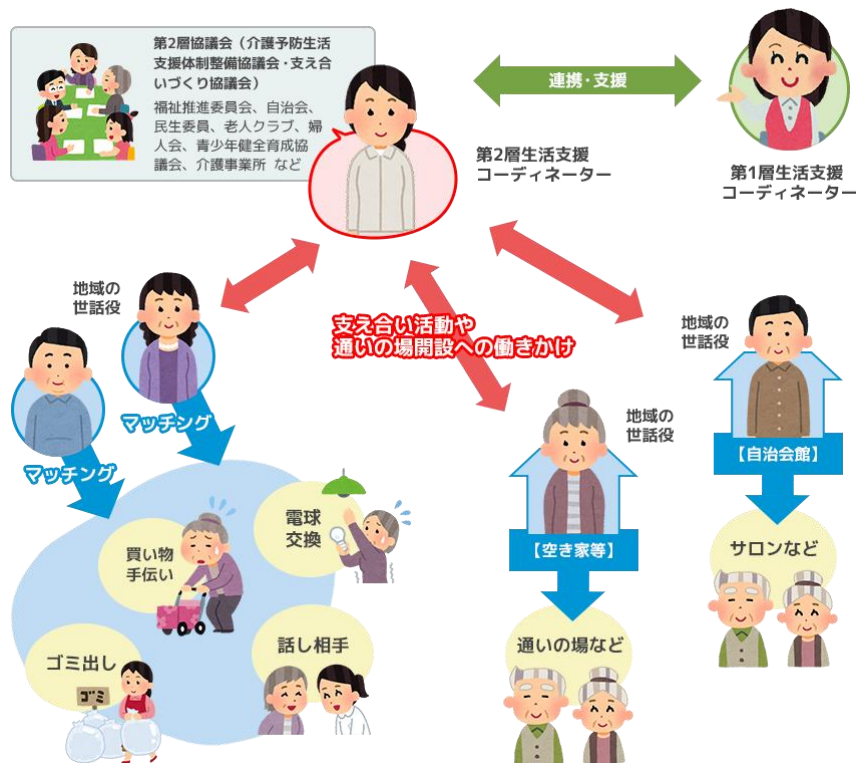 第2層協議会（介護予防生活
支援体制整備協議会・支え合
いづくり協議会）
福祉推進委員会、自治会、
民生委員、老人クラブ、婦
人会、青少年健全育成協
議会、介護事業所 など
連携・支援
第2層生活支援
コーディネーター
第1層生活支援
コーディネーター
地域の
世話役
支え合い活動や
通いの場開設への働きかけ
地域の
世話役
地域の
世話役
マッチング
マッチング
【自治会館】
【空き家等】
電球
交換
買い物
手伝い
サロンなど
ゴミ出し
話し相手
通いの場など
ゴミ